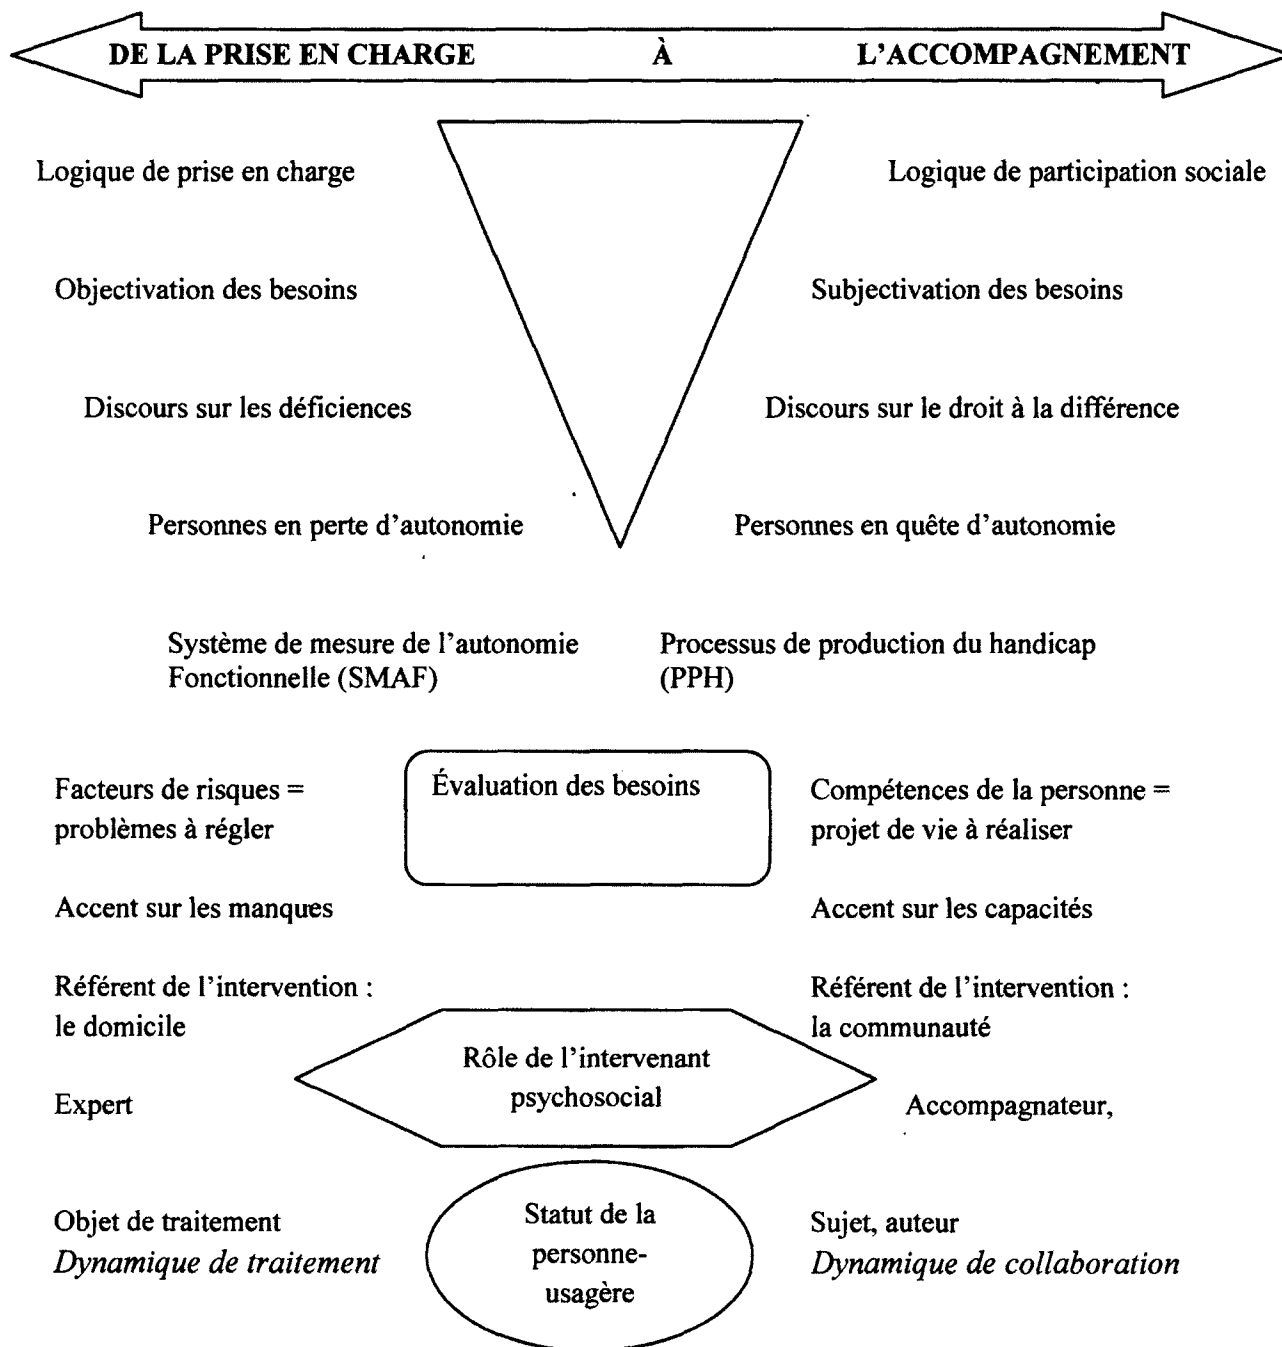 DE LA PRISE EN CHARGE À L'ACCOMPAGNEMENT
Logique de prise en charge
Logique de participation sociale
Objectivation des besoins
Subjectivation des besoins
Discours sur les déficiences
Discours sur le droit à la différence
Personnes en perte d'autonomie
Personnes en quête d'autonomie
Système de mesure de l'autonomie
Fonctionnelle (SMAF)
Processus de production du handicap
(PPH)
Facteurs de risques =
problèmes à régler
Évaluation des besoins
Compétences de la personne =
projet de vie à réaliser
Accent sur les manques
Accent sur les capacités
Référent de l'intervention :
le domicile
Référent de l'intervention :
la communauté
Rôle de l'intervenant
psychosocial
Expert
Accompagnateur,
Objet de traitement
Dynamique de traitement
Statut de la
personne-
usagère
Sujet, auteur
Dynamique de collaboration